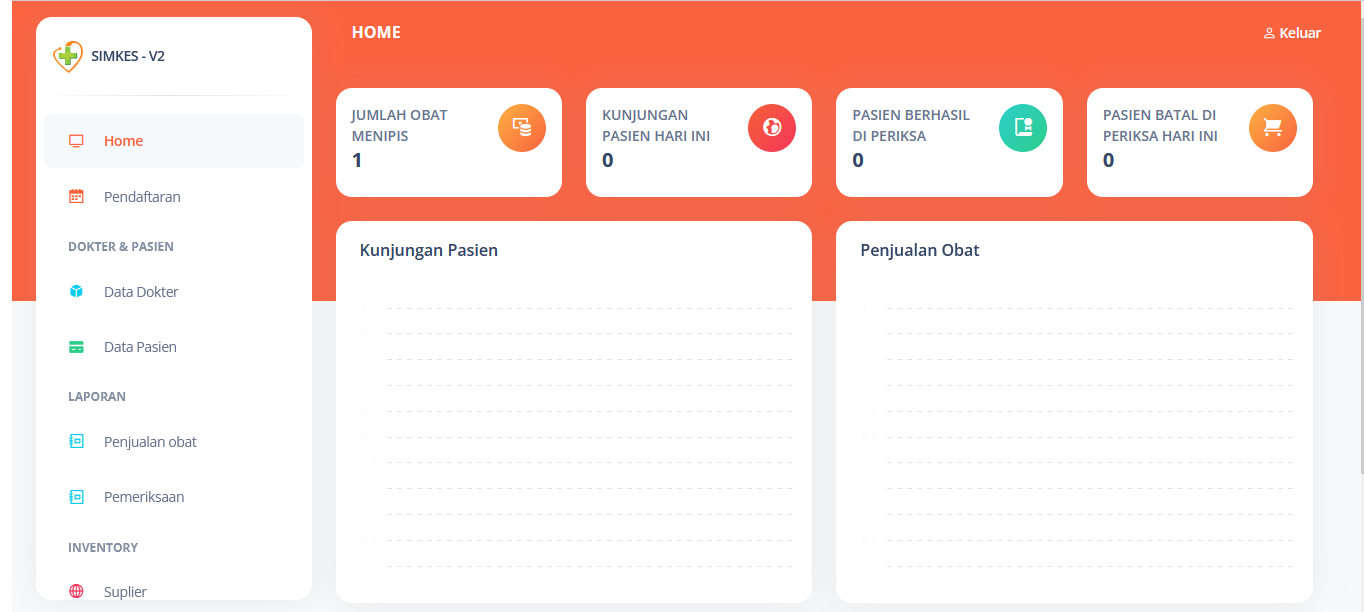 SIMKES - V2
Home
Pendaftaran
DOKTER & PASIEN
Data Dokter
Data Pasien
LAPORAN
Penjualan obat
Pemeriksaan
INVENTORY
Suplier
HOME
Keluar
JUMLAH OBAT
MENIPIS
1
KUNJUNGAN
PASIEN HARI INI
0
PASIEN BERHASIL
DI PERIKSA
0
PASIEN BATAL DI
PERIKSA HARI INI
0
Kunjungan Pasien
Penjualan Obat